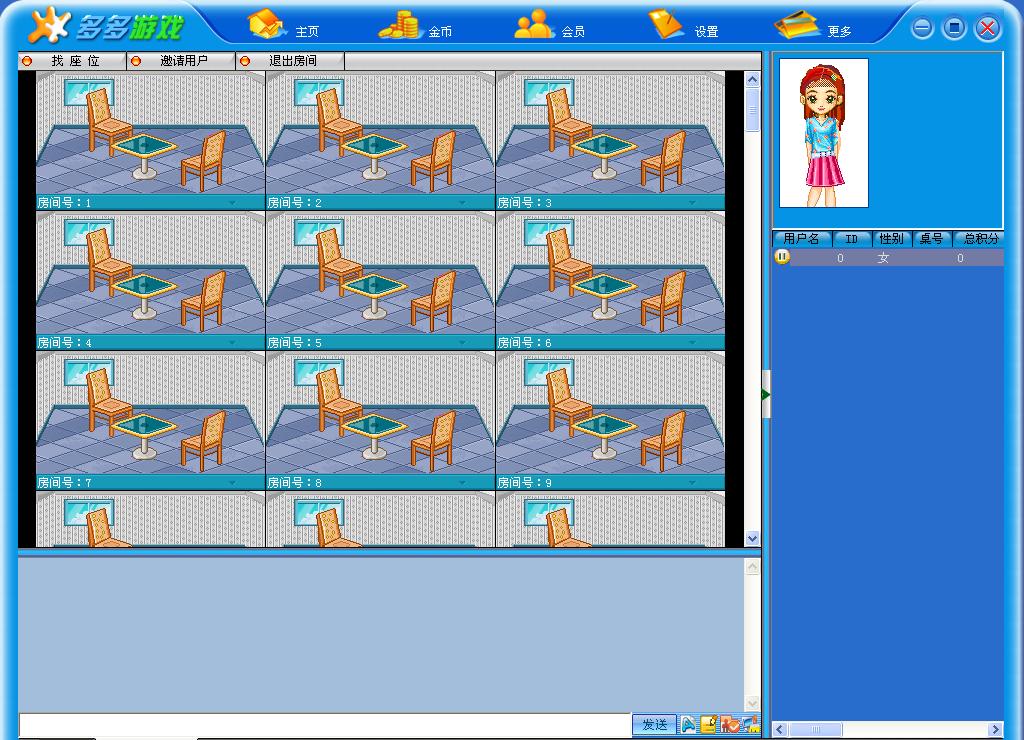 多多游戏
主页
金币
会员
设置
更多
找 座 位
邀请用户
退出房间
房间号：1
房间号：2
房间号：3
房间号：4
房间号：5
房间号：6
房间号：7
房间号：8
房间号：9
用户名 ID 性别 桌号 总积分
0 女 0
发送